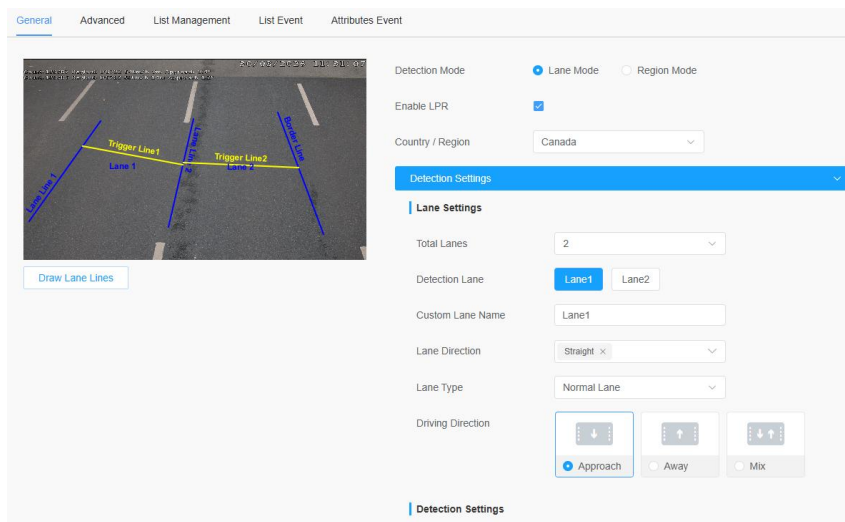 General Advanced List Management List Event Attributes Event
Detection Mode Lane Mode Region Mode
Enable LPR
Country / Region Canada
Detection Settings
Lane Settings
Total Lanes 2
Detection Lane Lane1 Lane2
Custom Lane Name Lane1
Lane Direction Straight ×
Lane Type Normal Lane
Driving Direction
Approach Away Mix
Detection Settings
Lane Line 1
Trigger Line1
Lane 1
Lane Line 2
Trigger Line2
Lane 2
Border Line
Draw Lane Lines